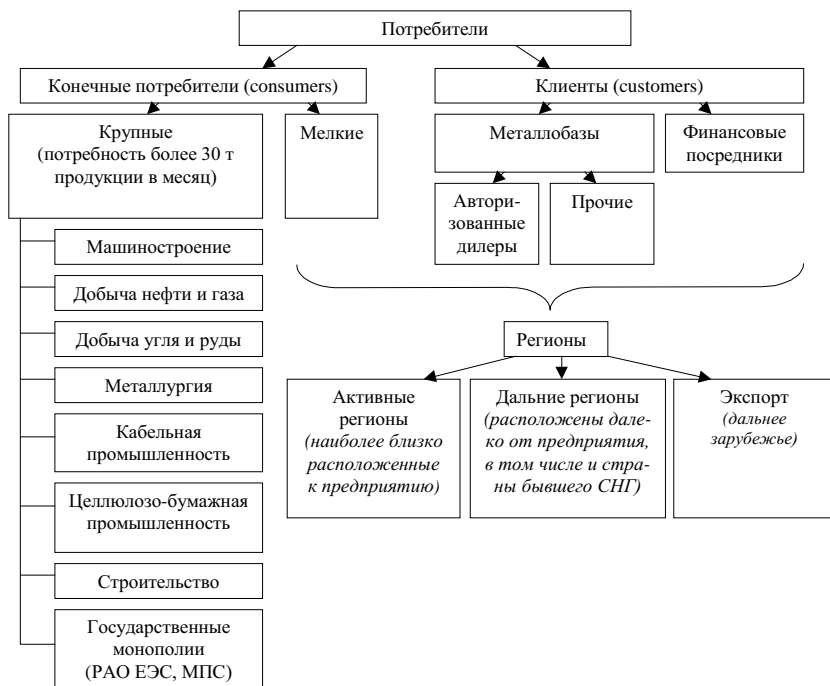 Потребители
Конечные потребители (consumers)
Клиенты (customers)
Крупные
(потребность более 30 т
продукции в месяц)
Мелкие
Металлобазы
Финансовые
посредники
Автори-
зованные
дилеры
Прочие
Машиностроение
Добыча нефти и газа
Добыча угля и руды
Металлургия
Кабельная
промышленность
Целлюлозо-бумажная
промышленность
Строительство
Государственные
монополии
(РАО ЕЭС, МПС)
Регионы
Активные
регионы
(наиболее близко
расположенные
к предприятию)
Дальние регионы
(расположены дале-
ко от предприятия,
в том числе и стра-
ны бывшего СНГ)
Экспорт
(дальнее
зарубежье)